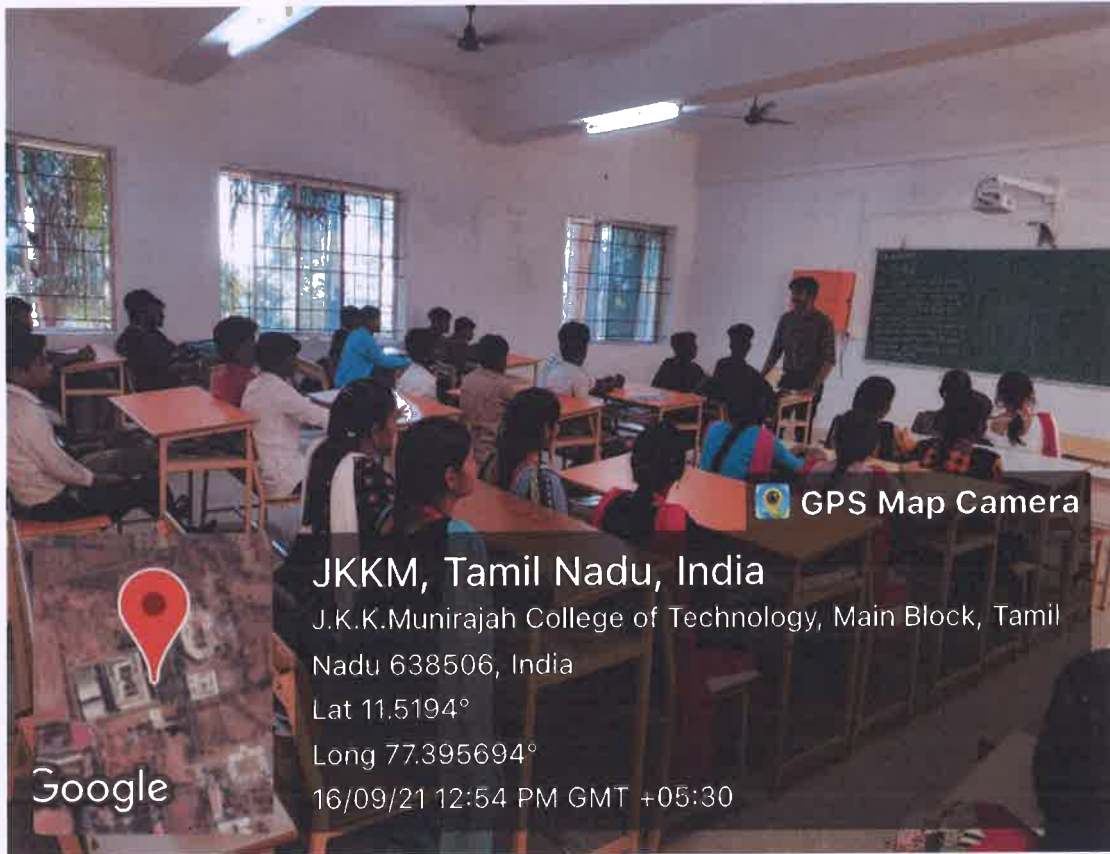 GPS Map Camera
JKKM, Tamil Nadu, India
J.K.K.Munirajah College of Technology, Main Block, Tamil
Nadu 638506, India
Lat 11.5194°
Long 77.395694°
16/09/21 12:54 PM GMT +05:30
Google